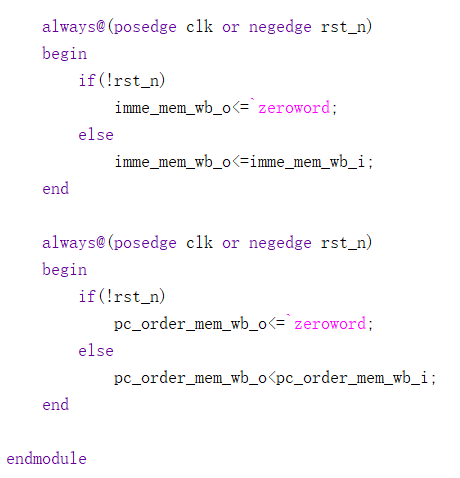 always@(posedge clk or negedge rst_n)
begin
if(!rst_n)
imme_mem_wb_o<=`zeroword;
else
imme_mem_wb_o<=imme_mem_wb_i;
end
always@(posedge clk or negedge rst_n)
begin
if(!rst_n)
pc_order_mem_wb_o<=`zeroword;
else
pc_order_mem_wb_o<pc_order_mem_wb_i;
end
endmodule